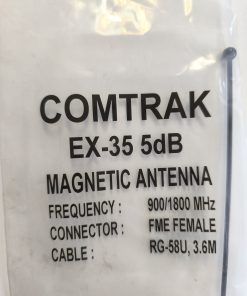 COMTRAK
EX-35 5dB
MAGNETIC ANTENNA
FREQUENCY : 900/1800 MHz
CONNECTOR : FME FEMALE
CABLE : RG-58U, 3.6M